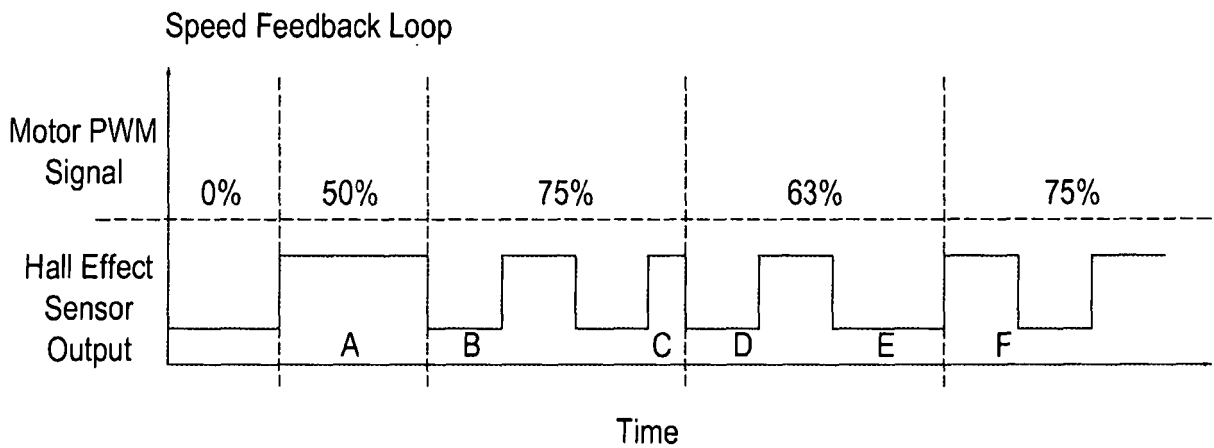 Speed Feedback Loop
Motor PWM
Signal
0% 50% 75% 63% 75%
Hall Effect
Sensor
Output
A B C D E F
Time